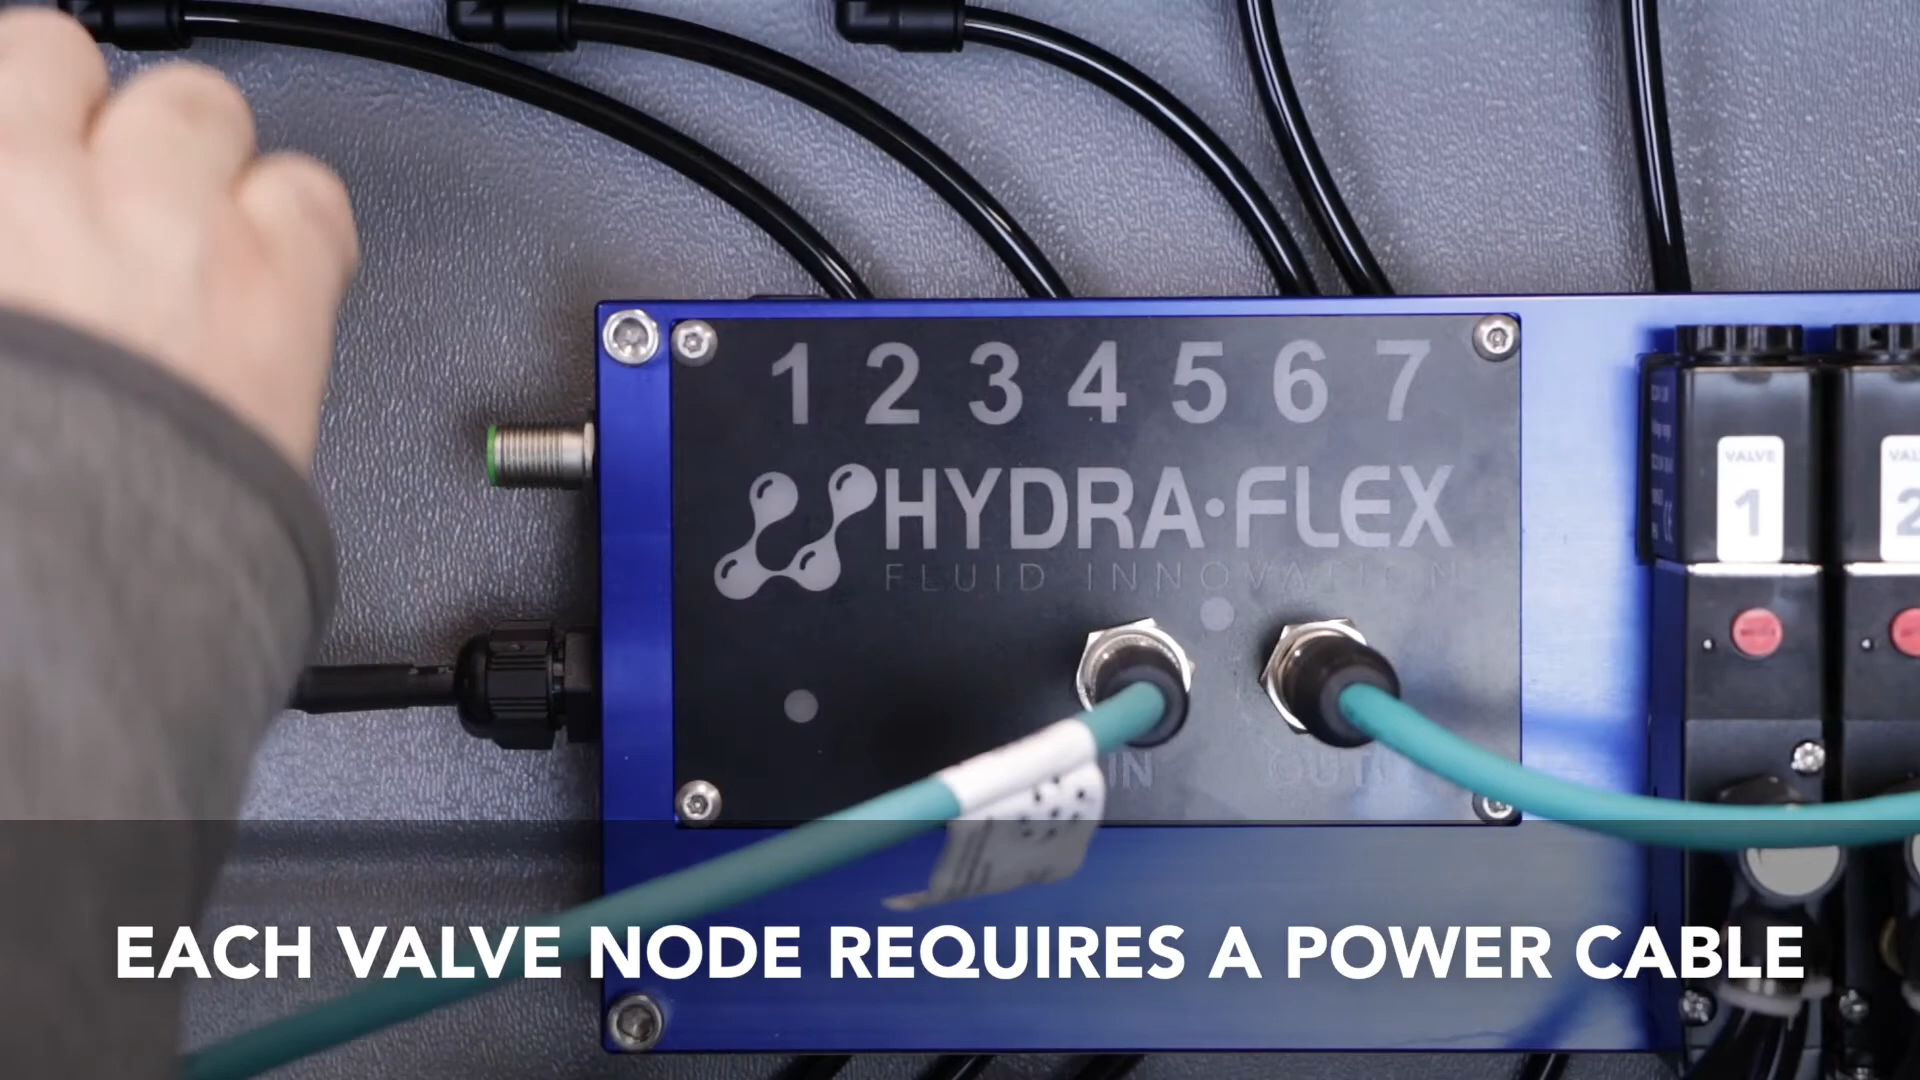 1 2 3 4 5 6 7
HYDRA·FLEX
FLUID INNOVATION
VALVE
1
2
IN
OUT
EACH VALVE NODE REQUIRES A POWER CABLE